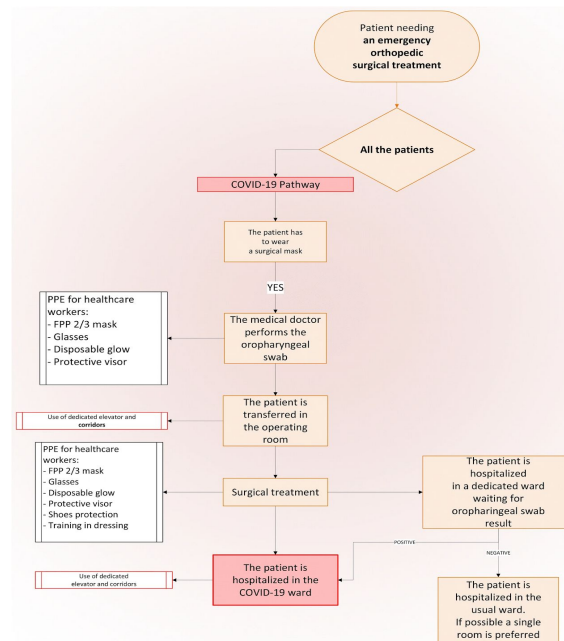 Patient needing
an emergency
orthopedic
surgical treatment
All the patients
COVID-19 Pathway
The patient has
to wear
a surgical mask
YES
PPE for healthcare
workers:
- FPP 2/3 mask
- Glasses
- Disposable glow
- Protective visor
The medical doctor
performs the
oropharyngeal
swab
Use of dedicated elevator and
corridors
The patient is
transferred in
the operating
room
PPE for healthcare
workers:
- FPP 2/3 mask
- Glasses
- Disposable glow
- Protective visor
- Shoes protection
- Training in dressing
Surgical treatment
The patient is
hospitalized
in a dedicated ward
waiting for
oropharingeal swab
result
POSITIVE
NEGATIVE
Use of dedicated
elevator and corridors
The patient is
hospitalized in the
COVID-19 ward
The patient is
hospitalized in the
usual ward.
If possible a single
room is preferred